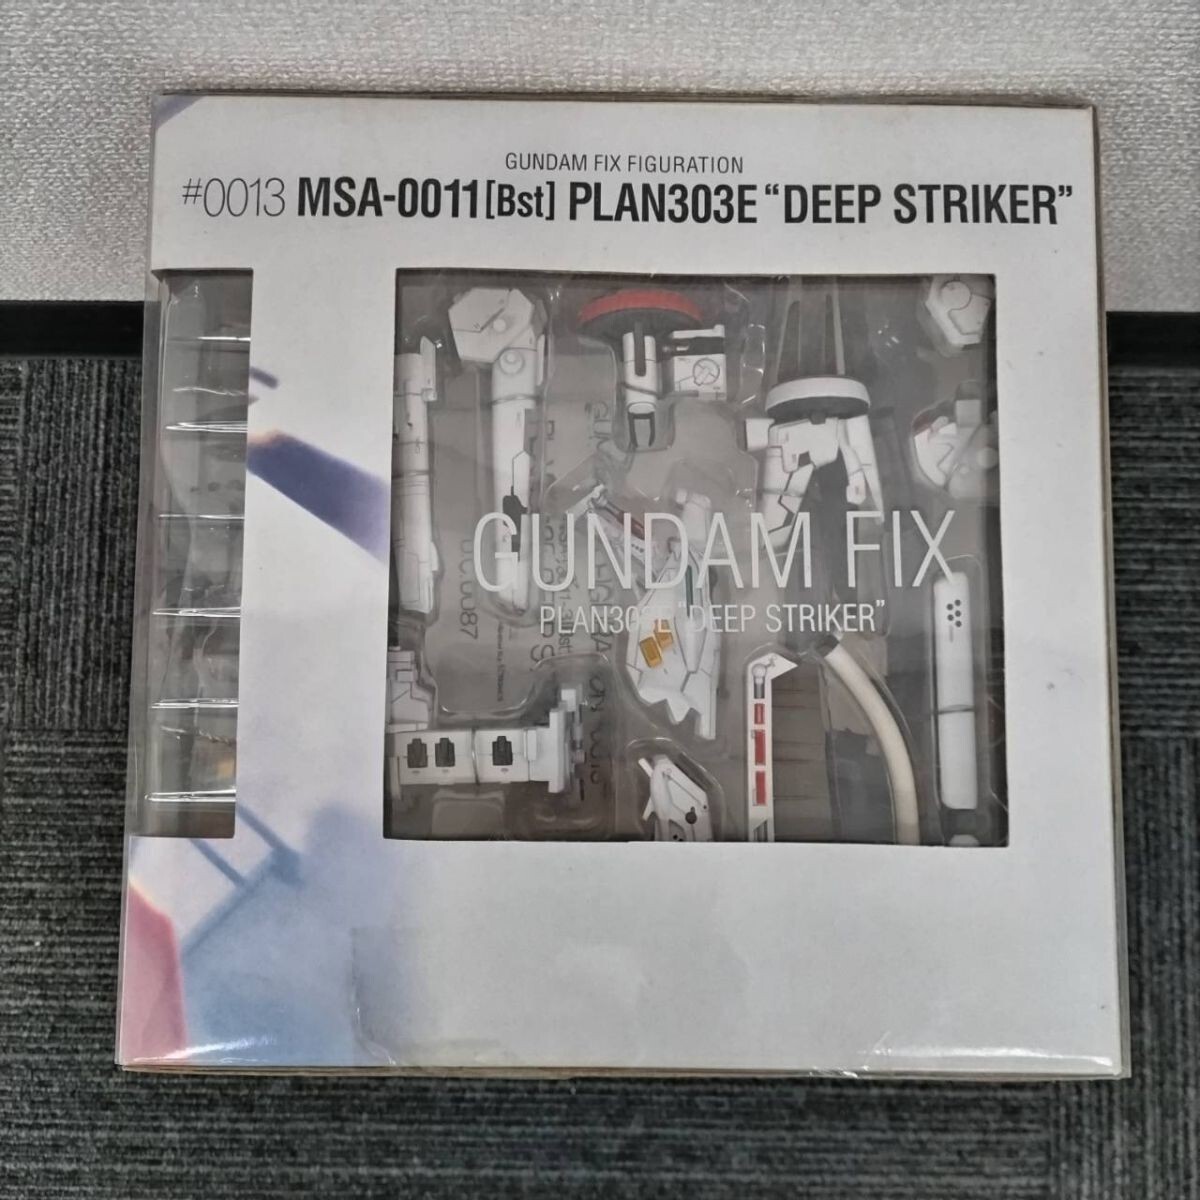 GUNDAM FIX FIGURATION
#0013 MSA-0011[Bst] PLAN303E “DEEP STRIKER”
GUNDAM FIX
PLAN303E “DEEP STRIKER”